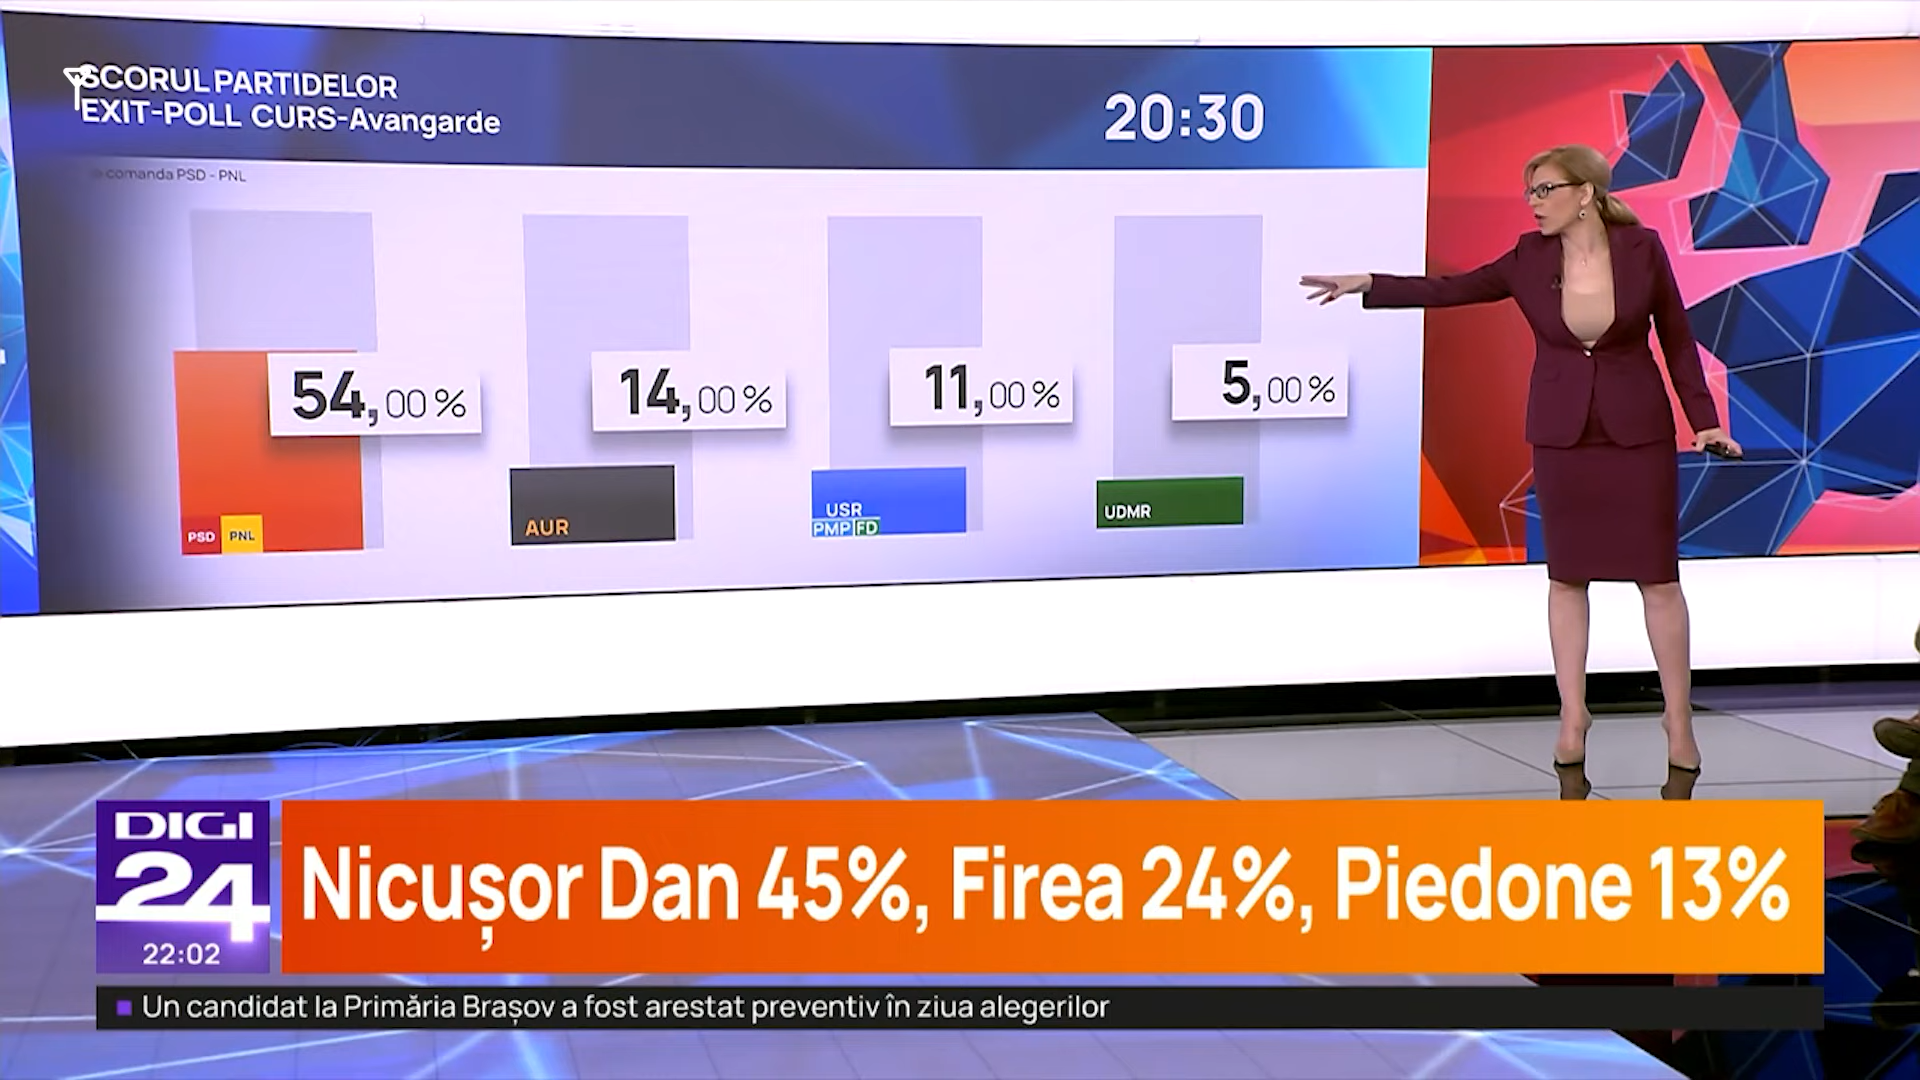 SCORUL PARTIDELOR
EXIT-POLL CURS-Avangarde
20:30
comanda PSD - PNL
54,00 %
14,00 %
11,00 %
5,00 %
PSD PNL
AUR
USR
PMP FD
UDMR
DIGI
24
22:02
Nicușor Dan 45%, Firea 24%, Piedone 13%
Un candidat la Primăria Brașov a fost arestat preventiv în ziua alegerilor